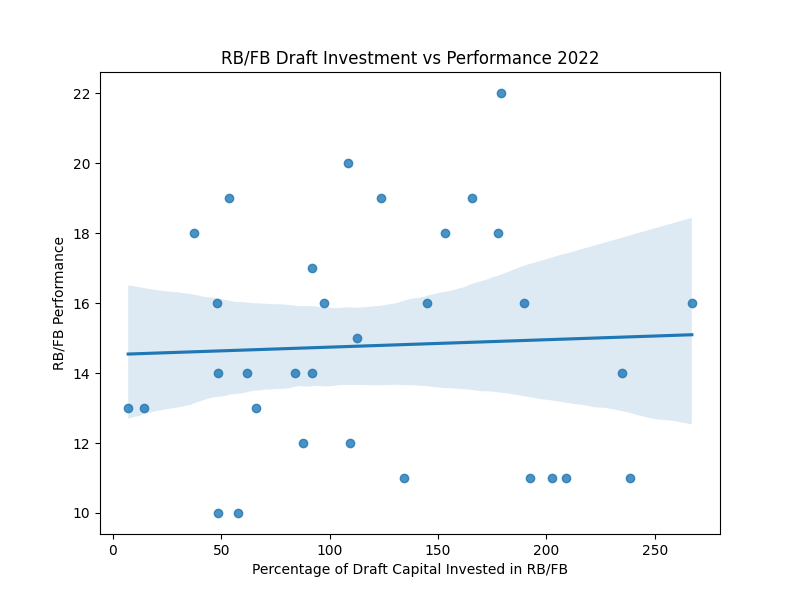 RB/FB Draft Investment vs Performance 2022
22
20
18
16
14
12
10
RB/FB Performance
0 50 100 150 200 250
Percentage of Draft Capital Invested in RB/FB